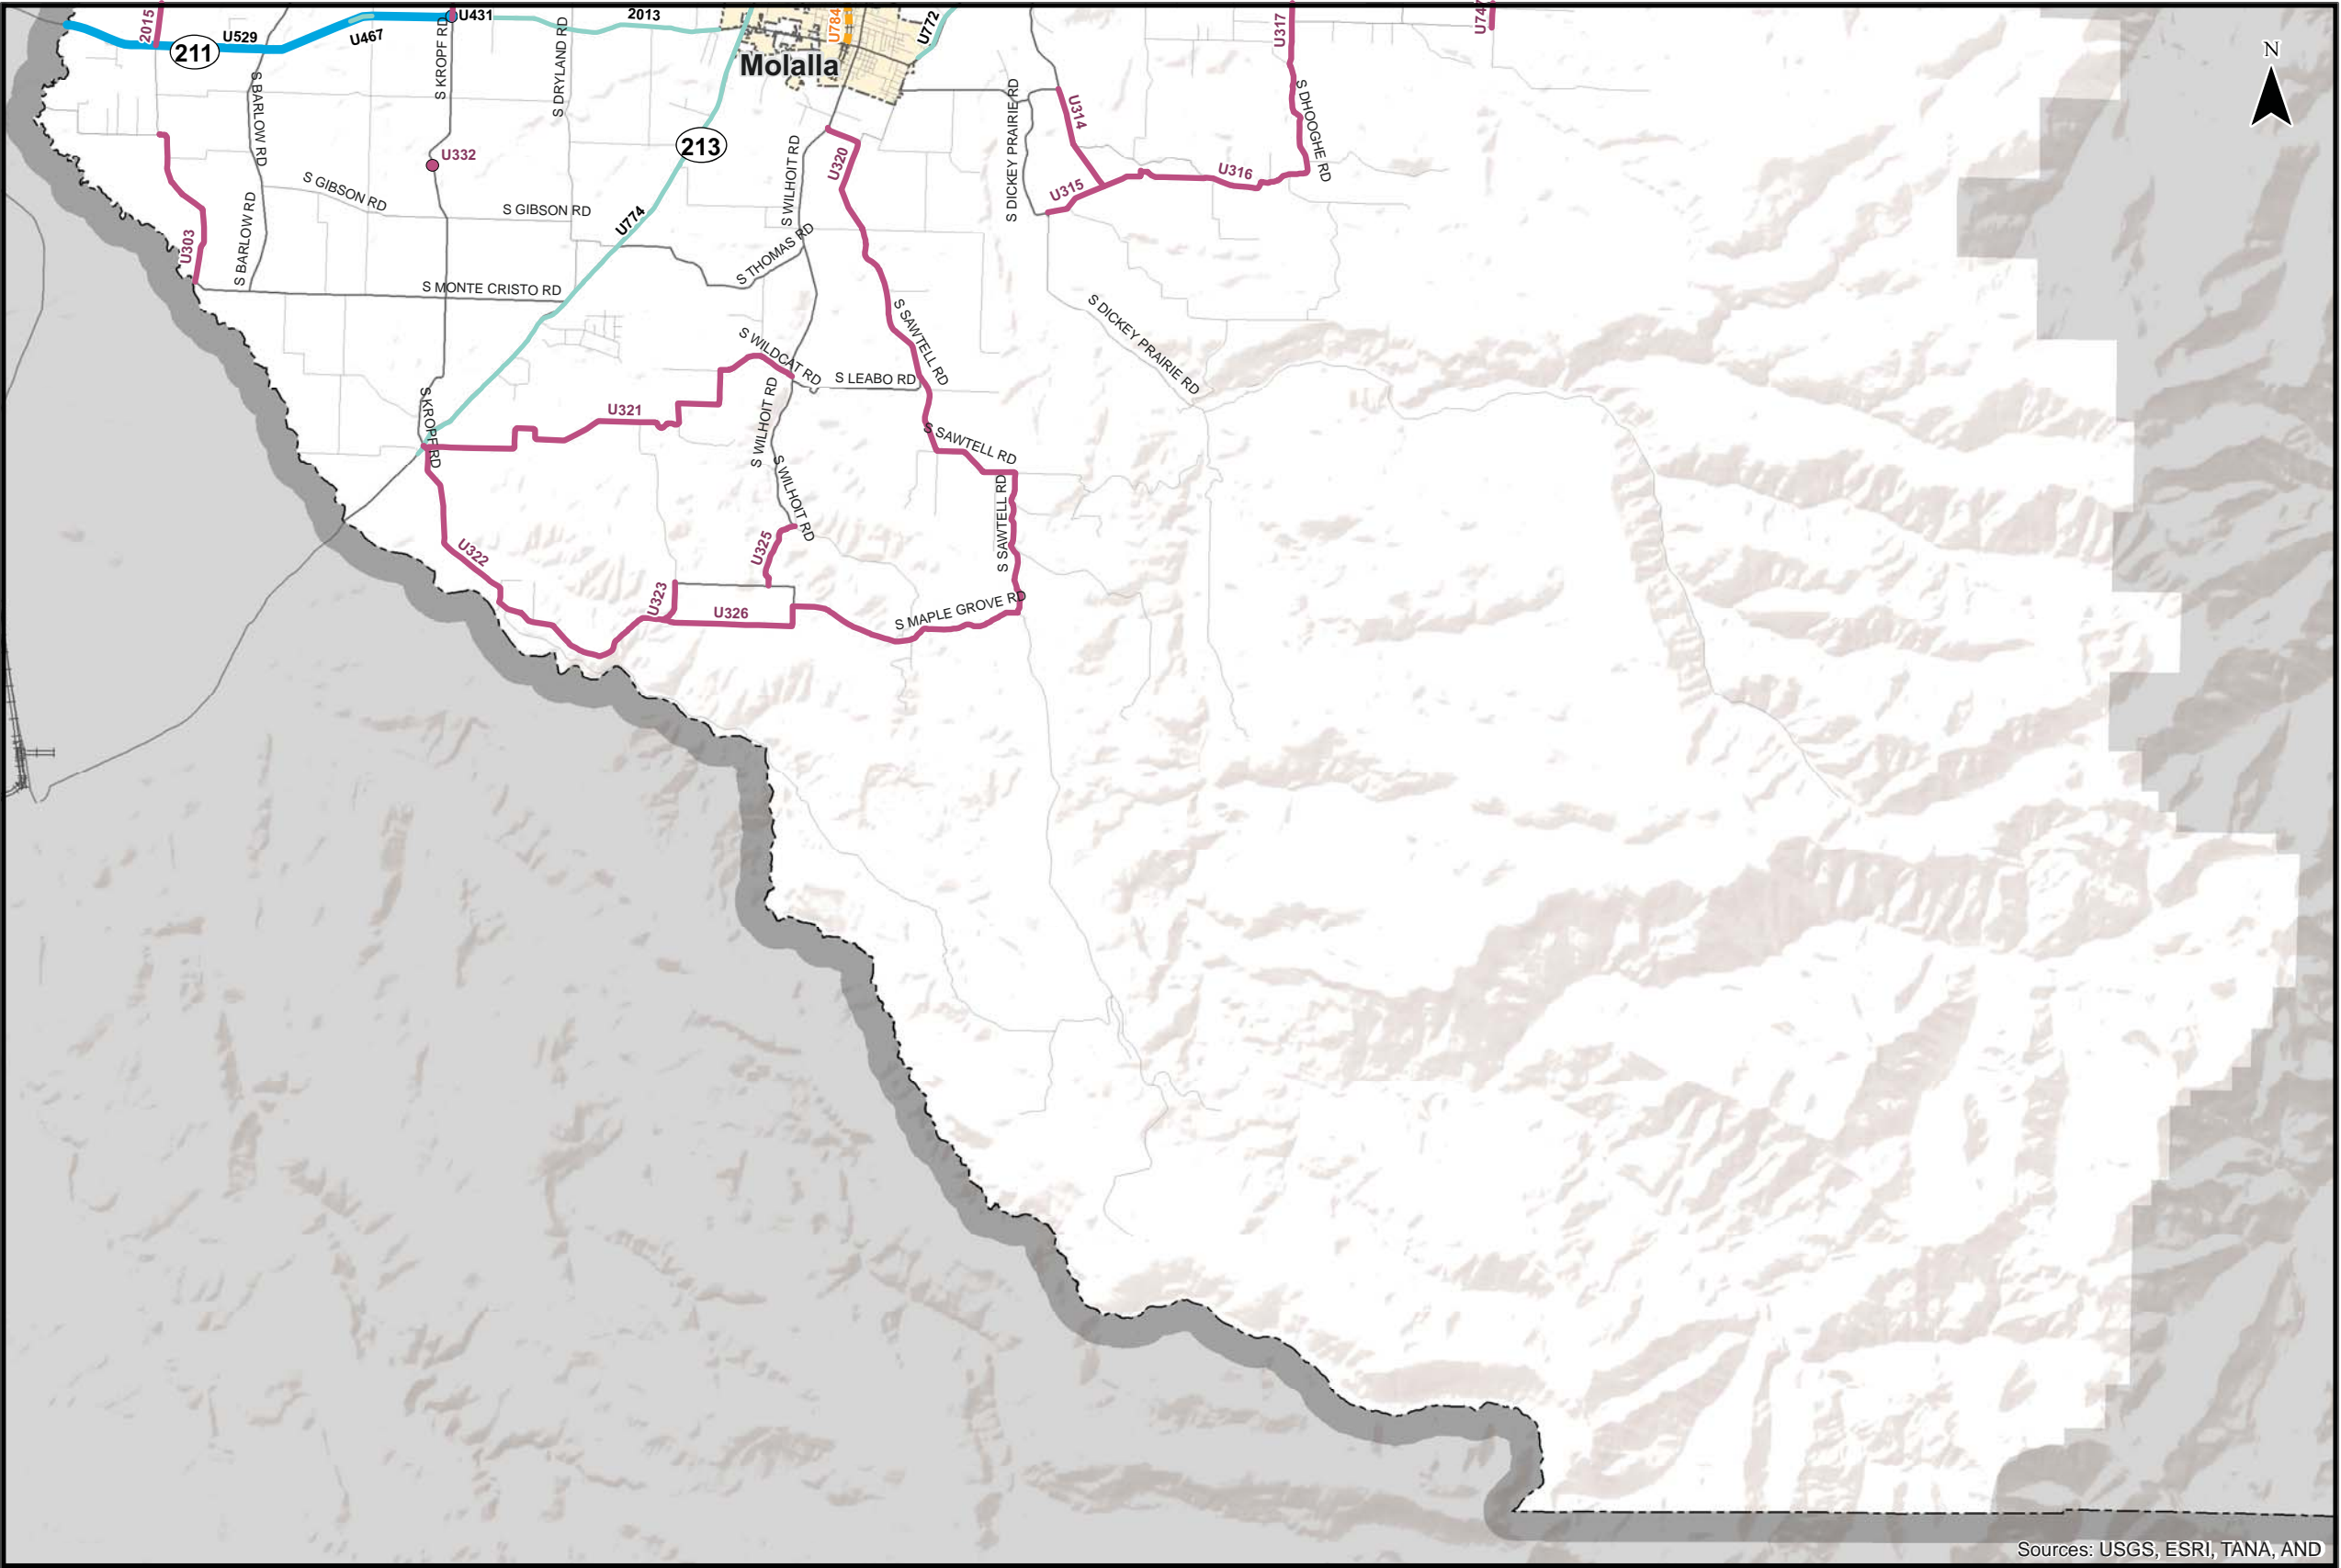 2015
211
U529
U467
S KROPF RD
U431
S DRYLAND RD
2013
Molalla
U784
U772
U317
N
S BARLOW RD
U332
213
S WILHOIT RD
U320
S DICKEY PRAIRIE RD
U314
U315
U316
S DHOOGHE RD
S GIBSON RD
S GIBSON RD
U774
U303
S BARLOW RD
S THOMAS RD
S MONTE CRISTO RD
S DICKEY PRAIRIE RD
S SAWTELL RD
S WILDCAT RD
S LEABO RD
S KROPF RD
U321
S WILHOIT RD
S SAWTELL RD
S WILHOIT RD
S SAWTELL RD
U322
U325
U323
U326
S MAPLE GROVE RD
Sources: USGS, ESRI, TANA, AND